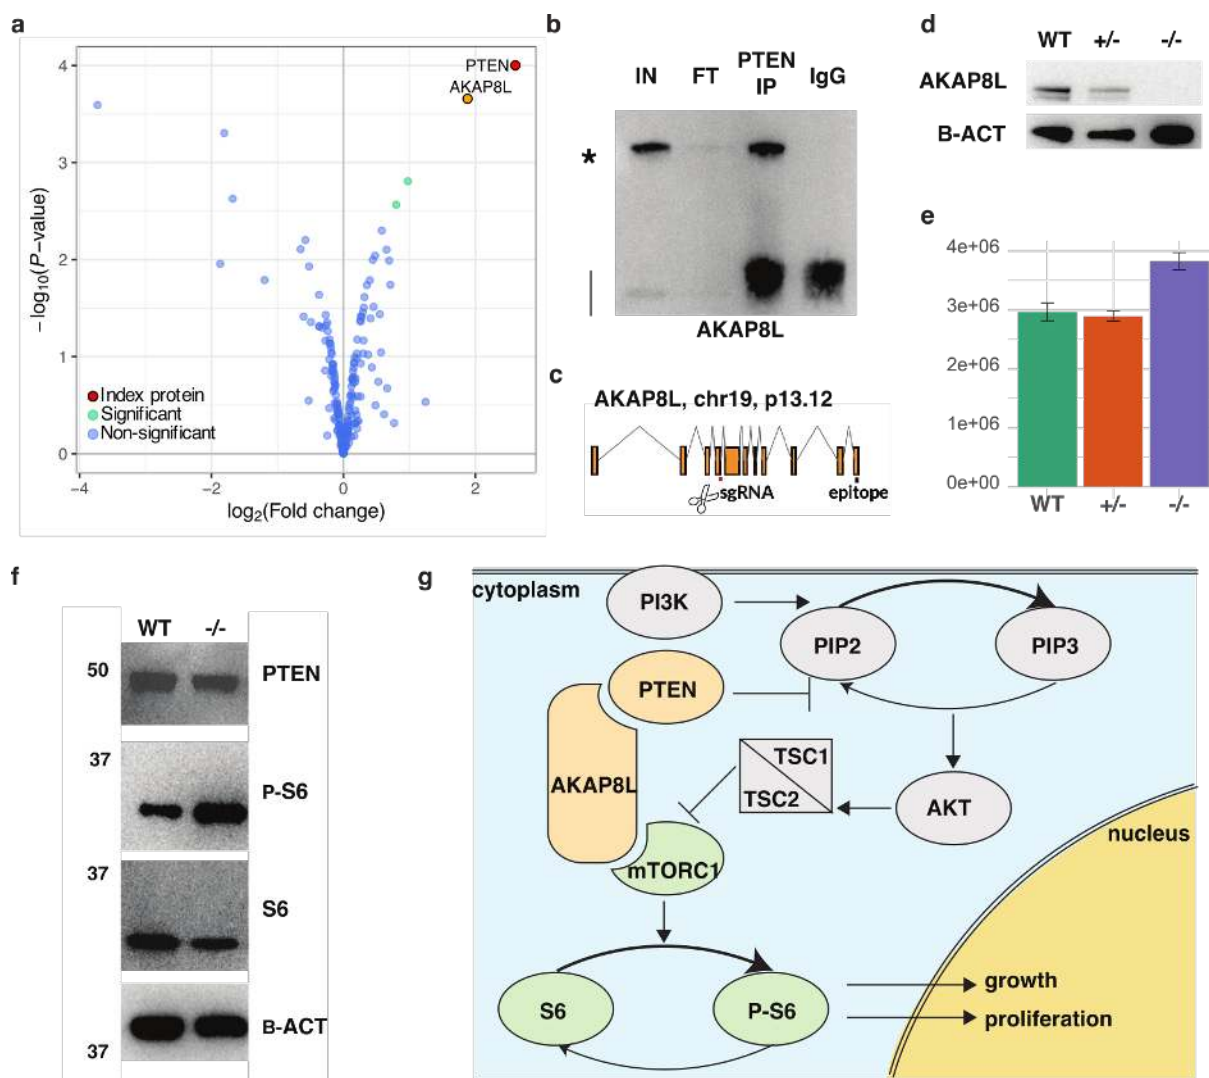 a
PTEN
AKAP8L
4
3
2
1
0
−log10(P−value)
Index protein
Significant
Non-significant
−4
−2
0
2
log2(Fold change)
b
IN
FT
PTEN
IP
IgG
*
AKAP8L
c
AKAP8L, chr19, p13.12
sgRNA
epitope
d
WT
+/-
-/-
AKAP8L
B-ACT
e
4e+06
3e+06
2e+06
1e+06
0e+00
WT
+/-
-/-
f
WT
-/-
50
PTEN
37
P-S6
37
S6
B-ACT
37
g
cytoplasm
PI3K
PIP2
PIP3
PTEN
AKAP8L
TSC1
TSC2
AKT
nucleus
mTORC1
S6
P-S6
growth
proliferation